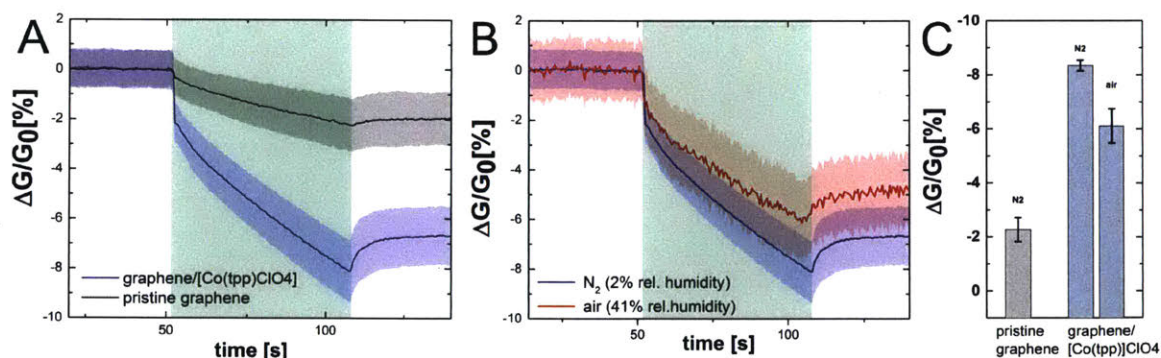 A
ΔG/G0[%]
2
0
-2
-4
-6
-8
-10
graphene/[Co(tpp)ClO4]
pristine graphene
50
100
time [s]
B
ΔG/G0[%]
2
0
-2
-4
-6
-8
-10
N2 (2% rel. humidity)
air (41% rel.humidity)
50
100
time [s]
C
ΔG/G0[%]
-10
-8
-6
-4
-2
0
N2
N2
air
pristine
graphene
graphene/
[Co(tpp)]ClO4